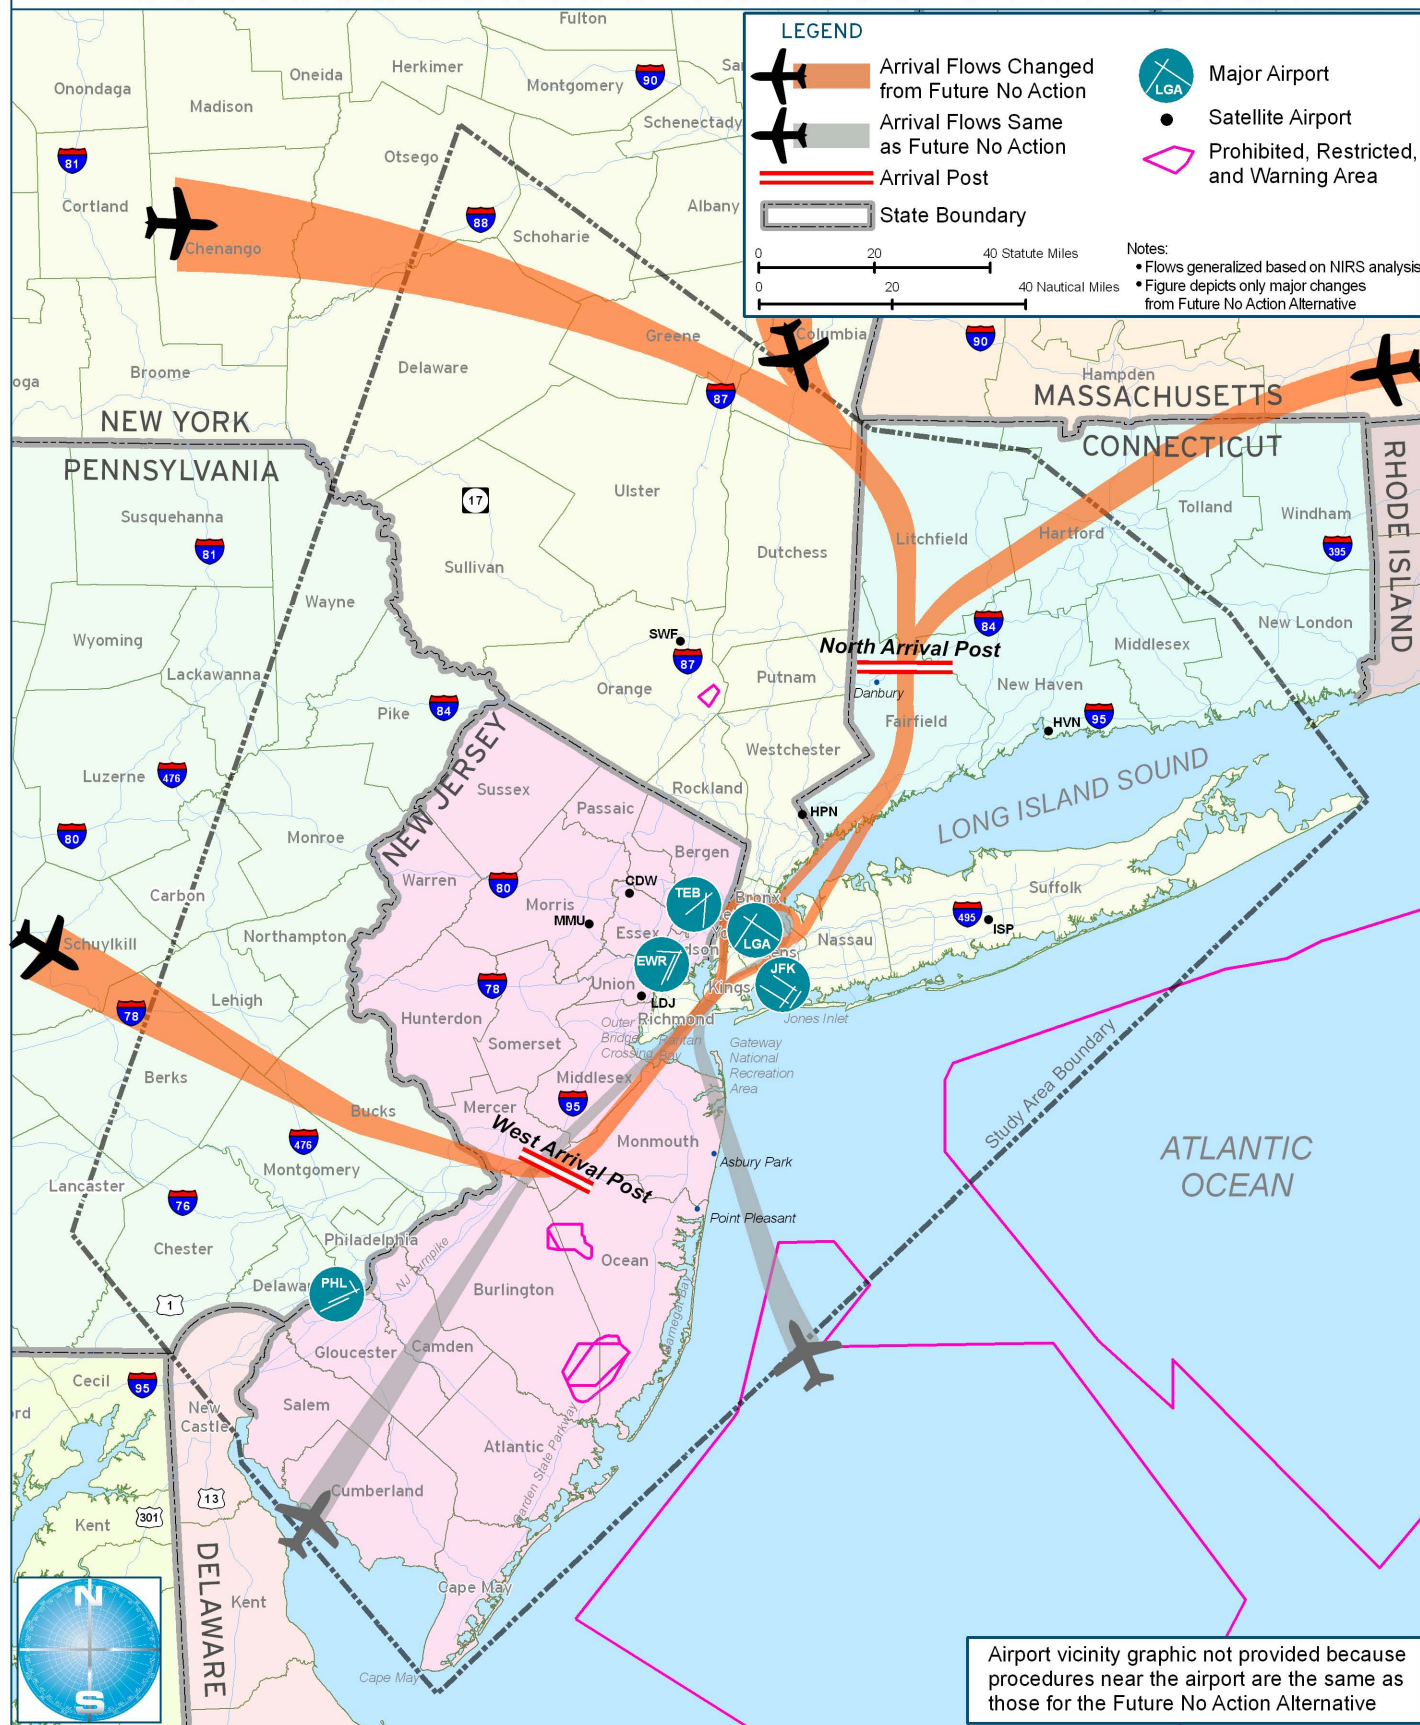 LEGEND
Arrival Flows Changed
from Future No Action
Arrival Flows Same
as Future No Action
Arrival Post
State Boundary
LGA
Major Airport
Satellite Airport
Prohibited, Restricted,
and Warning Area
0 20 40 Statute Miles
0 20 40 Nautical Miles
Notes:
• Flows generalized based on NIRS analysis
• Figure depicts only major changes
from Future No Action Alternative
Fulton
Herkimer
Oneida
Onondaga
Madison
Montgomery
90
Schenectady
81
Otsego
Cortland
Albany
88
Chenango
Schoharie
Greene
Columbia
90
Broome
Delaware
87
Hampden
MASSACHUSETTS
NEW YORK
CONNECTICUT
PENNSYLVANIA
RHODE ISLAND
17
Ulster
Susquehanna
81
Tolland
Windham
Hartford
Litchfield
395
Dutchess
Sullivan
Wayne
Wyoming
SWF
87
84
New London
North Arrival Post
Middlesex
Lackawanna
Orange
Putnam
Danbury
New Haven
Pike
84
Fairfield
HVN
95
NEW JERSEY
Westchester
LONG ISLAND SOUND
Luzerne
476
Sussex
Rockland
Passaic
HPN
80
Monroe
Bergen
Warren
80
CDW
TEB
Suffolk
Carbon
Morris
Bronx
MMU
Essex
LGA
495
ISP
Schuylkill
Northampton
Nassau
EWR
JFK
78
Union
Kings
Lehigh
LDJ
78
Hunterdon
Richmond
Jones Inlet
Outer
Bridge
Crossing
Raritan
Bay
Somerset
Gateway
National
Recreation
Area
Study Area Boundary
Berks
Middlesex
Bucks
Mercer
95
476
West Arrival Post
Monmouth
ATLANTIC
OCEAN
Asbury Park
Montgomery
Lancaster
76
Point Pleasant
Chester
Philadelphia
NJ Turnpike
Ocean
PHL
Burlington
1
Barnegat Bay
Gloucester
Camden
Cecil
95
Salem
New
Castle
Atlantic
Garden State Parkway
Cumberland
13
Kent
301
DELAWARE
Cape May
N
Kent
Cape May
S
Airport vicinity graphic not provided because
procedures near the airport are the same as
those for the Future No Action Alternative